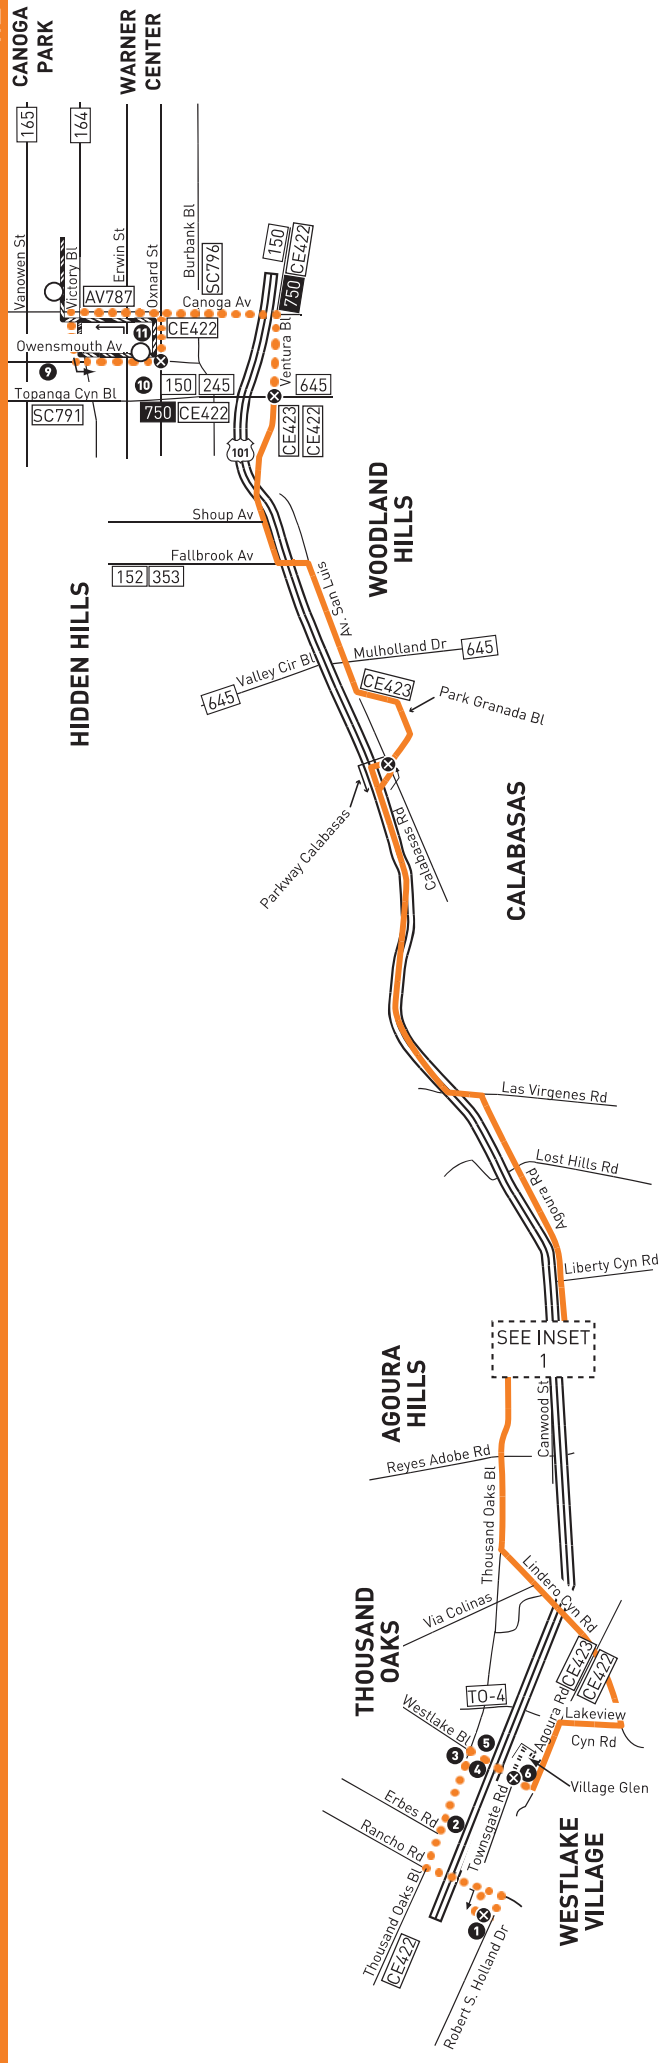 CANOGA
PARK
WARNER
CENTER
165
164
Vanowen St
Victory Bl
Erwin St
Oxnard St
Burbank Bl
SC796
150
750
CE422
AV787
Canoga Av
CE422
Owensmouth Av
11
9
10
150
245
Ventura Bl
645
Topanga Cyn Bl
SC791
750
CE422
CE423
CE422
101
Shoup Av
Fallbrook Av
152
353
WOODLAND
HILLS
HIDDEN HILLS
Av. San Luis
Mulholland Dr
645
Valley Cir Bl
645
CE423
Park Granada Bl
Parkway Calabasas
Calabasas Rd
CALABASAS
Las Virgenes Rd
Lost Hills Rd
Agoura Rd
Liberty Cyn Rd
SEE INSET
1
AGOURA
HILLS
Canwood St
Reyes Adobe Rd
Thousand Oaks Bl
Lindero Cyn Rd
Via Colinas
THOUSAND
OAKS
CE423
CE422
TO-4
Westlake Bl
Agoura Rd
Lakeview
Cyn Rd
3
5
4
6
Village Glen
Erbes Rd
2
Townsgate Rd
Rancho Rd
WESTLAKE
VILLAGE
Thousand Oaks Bl
CE422
1
Robert S. Holland Dr